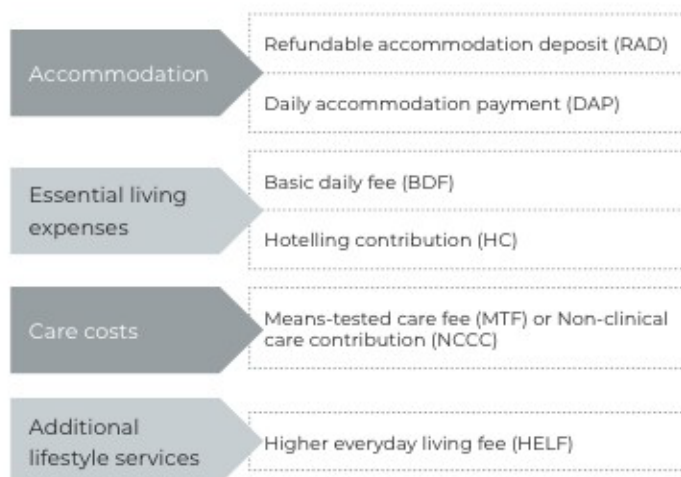 Accommodation
Refundable accommodation deposit (RAD)
Daily accommodation payment (DAP)
Essential living
expenses
Basic daily fee (BDF)
Hotelling contribution (HC)
Care costs
Means-tested care fee (MTF) or Non-clinical
care contribution (NCCC)
Additional
lifestyle services
Higher everyday living fee (HELF)